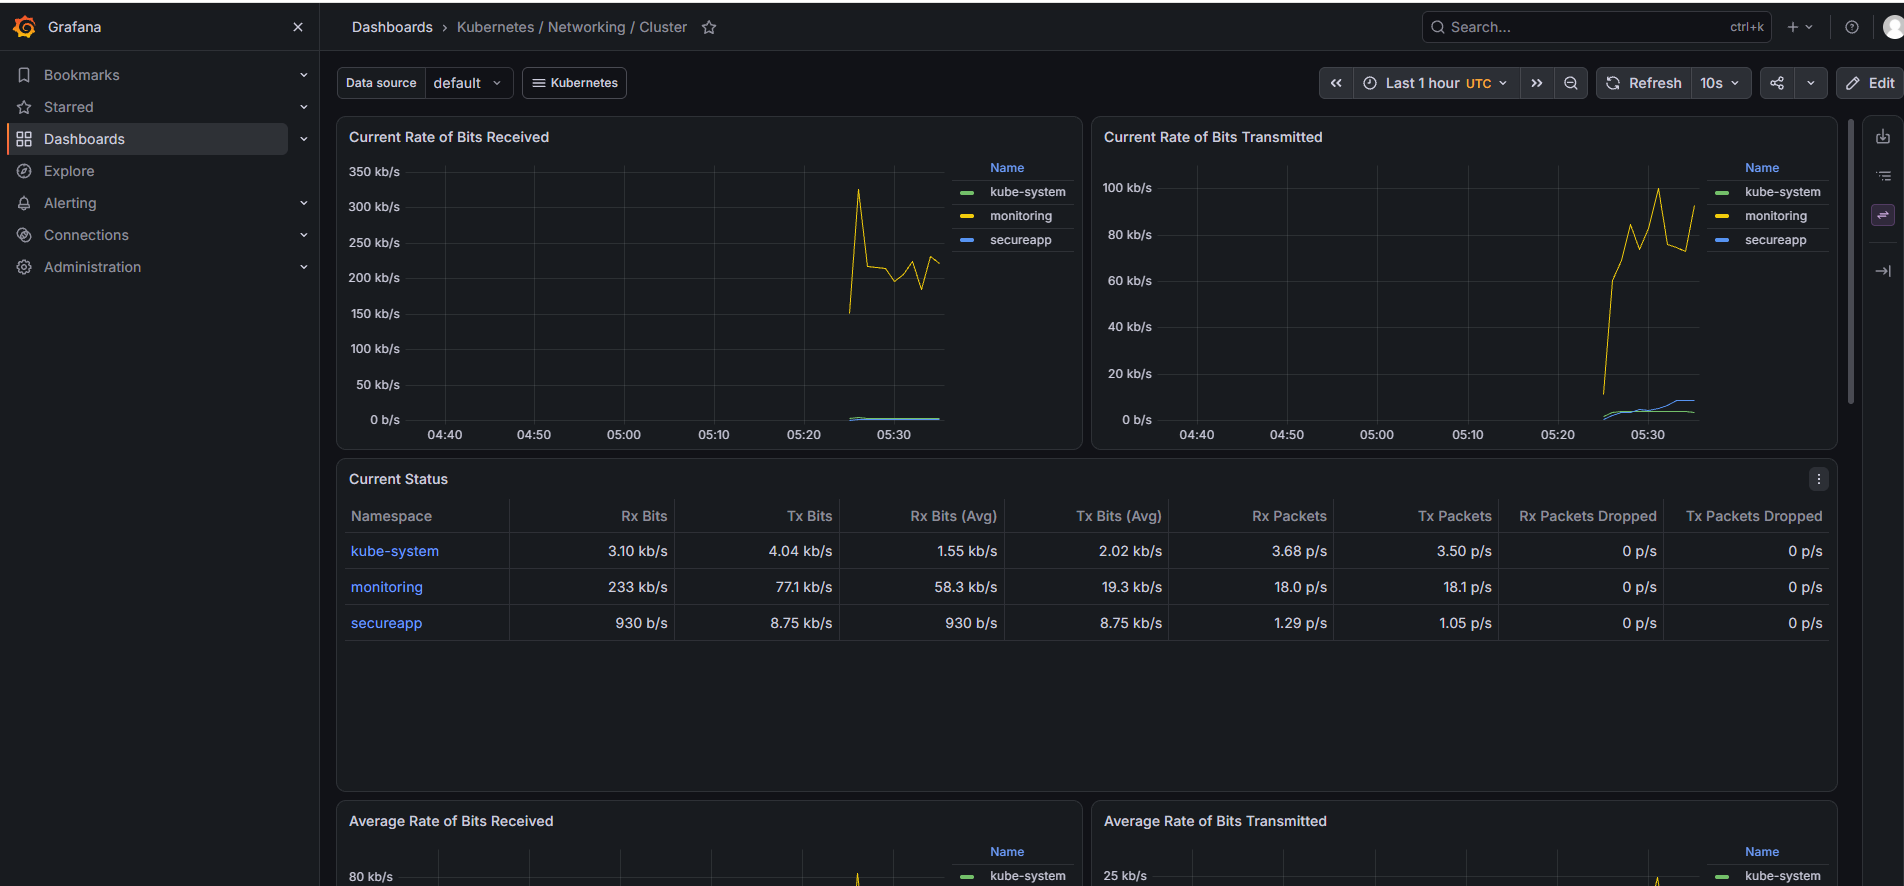 Grafana
Dashboards › Kubernetes / Networking / Cluster
Search...
ctrl+k
Bookmarks
Starred
Dashboards
Explore
Alerting
Connections
Administration
Data source
default
Kubernetes
Last 1 hour UTC
Refresh
10s
Edit
Current Rate of Bits Received
350 kb/s
300 kb/s
250 kb/s
200 kb/s
150 kb/s
100 kb/s
50 kb/s
0 b/s
04:40 04:50 05:00 05:10 05:20 05:30
Name
kube-system
monitoring
secureapp
Current Rate of Bits Transmitted
100 kb/s
80 kb/s
60 kb/s
40 kb/s
20 kb/s
0 b/s
04:40 04:50 05:00 05:10 05:20 05:30
Name
kube-system
monitoring
secureapp
Current Status
Namespace Rx Bits Tx Bits Rx Bits (Avg) Tx Bits (Avg) Rx Packets Tx Packets Rx Packets Dropped Tx Packets Dropped
kube-system 3.10 kb/s 4.04 kb/s 1.55 kb/s 2.02 kb/s 3.68 p/s 3.50 p/s 0 p/s 0 p/s
monitoring 233 kb/s 77.1 kb/s 58.3 kb/s 19.3 kb/s 18.0 p/s 18.1 p/s 0 p/s 0 p/s
secureapp 930 b/s 8.75 kb/s 930 b/s 8.75 kb/s 1.29 p/s 1.05 p/s 0 p/s 0 p/s
Average Rate of Bits Received
80 kb/s
Name
kube-system
Average Rate of Bits Transmitted
25 kb/s
Name
kube-system